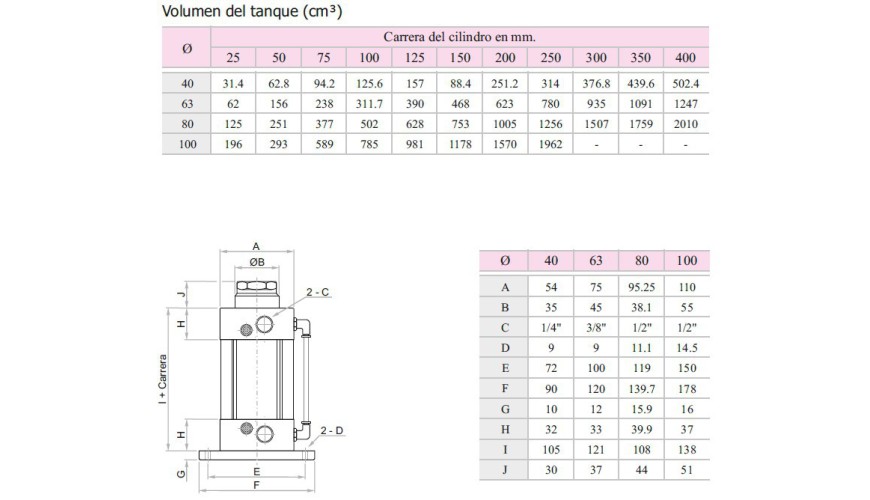 Volumen del tanque (cm³)
Ø Carrera del cilindro en mm.
25 50 75 100 125 150 200 250 300 350 400
40 31.4 62.8 94.2 125.6 157 88.4 251.2 314 376.8 439.6 502.4
63 62 156 238 311.7 390 468 623 780 935 1091 1247
80 125 251 377 502 628 753 1005 1256 1507 1759 2010
100 196 293 589 785 981 1178 1570 1962 - - -
A
ØB
2 - C
J
H
I + Carrera
H
2 - D
G
E
F
Ø 40 63 80 100
A 54 75 95.25 110
B 35 45 38.1 55
C 1/4" 3/8" 1/2" 1/2"
D 9 9 11.1 14.5
E 72 100 119 150
F 90 120 139.7 178
G 10 12 15.9 16
H 32 33 39.9 37
I 105 121 108 138
J 30 37 44 51